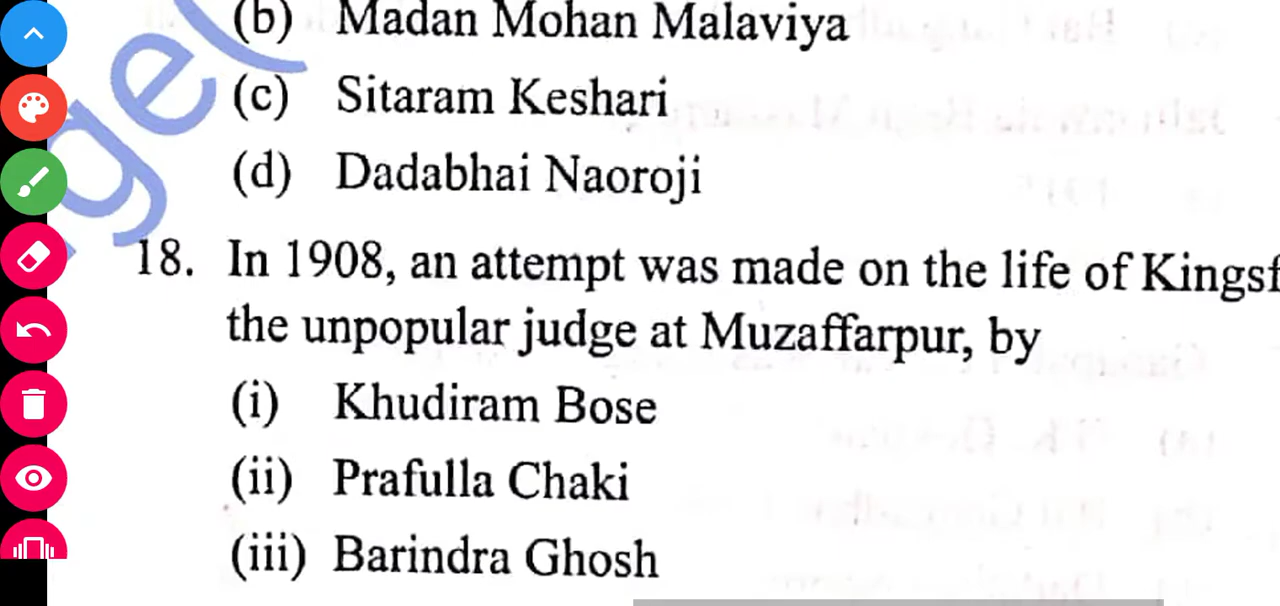 (b) Madan Mohan Malaviya
(c) Sitaram Keshari
(d) Dadabhai Naoroji
18. In 1908, an attempt was made on the life of Kingsf
the unpopular judge at Muzaffarpur, by
(i) Khudiram Bose
(ii) Prafulla Chaki
(iii) Barindra Ghosh